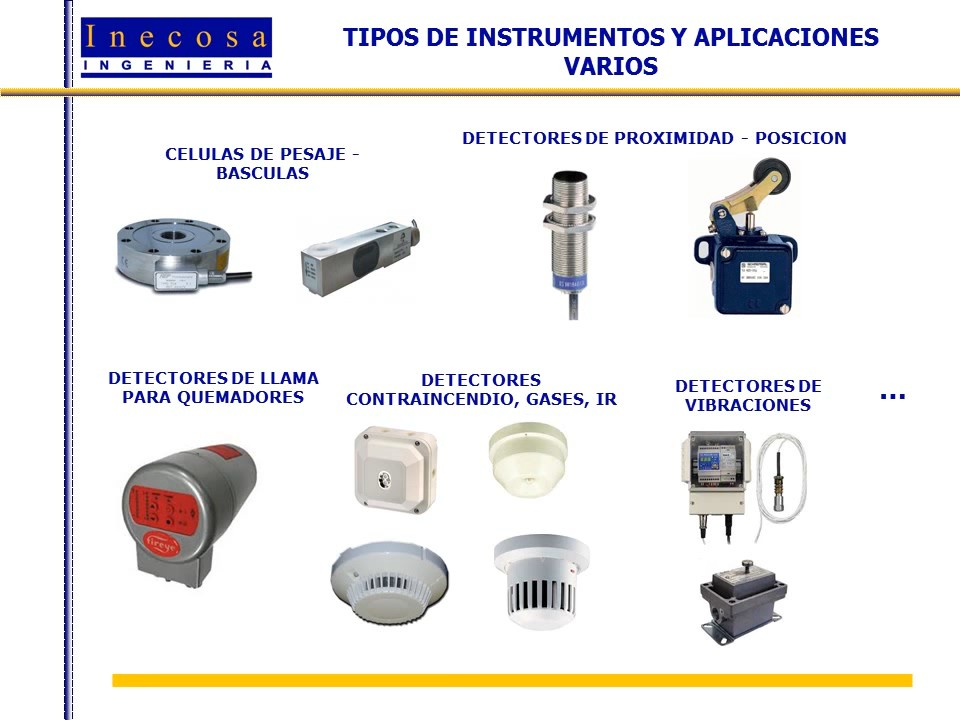 Inecosa
INGENIERIA
TIPOS DE INSTRUMENTOS Y APLICACIONES
VARIOS
CELULAS DE PESAJE -
BASCULAS
DETECTORES DE PROXIMIDAD - POSICION
DETECTORES DE LLAMA
PARA QUEMADORES
DETECTORES
CONTRAINCENDIO, GASES, IR
DETECTORES DE
VIBRACIONES
...
fireye